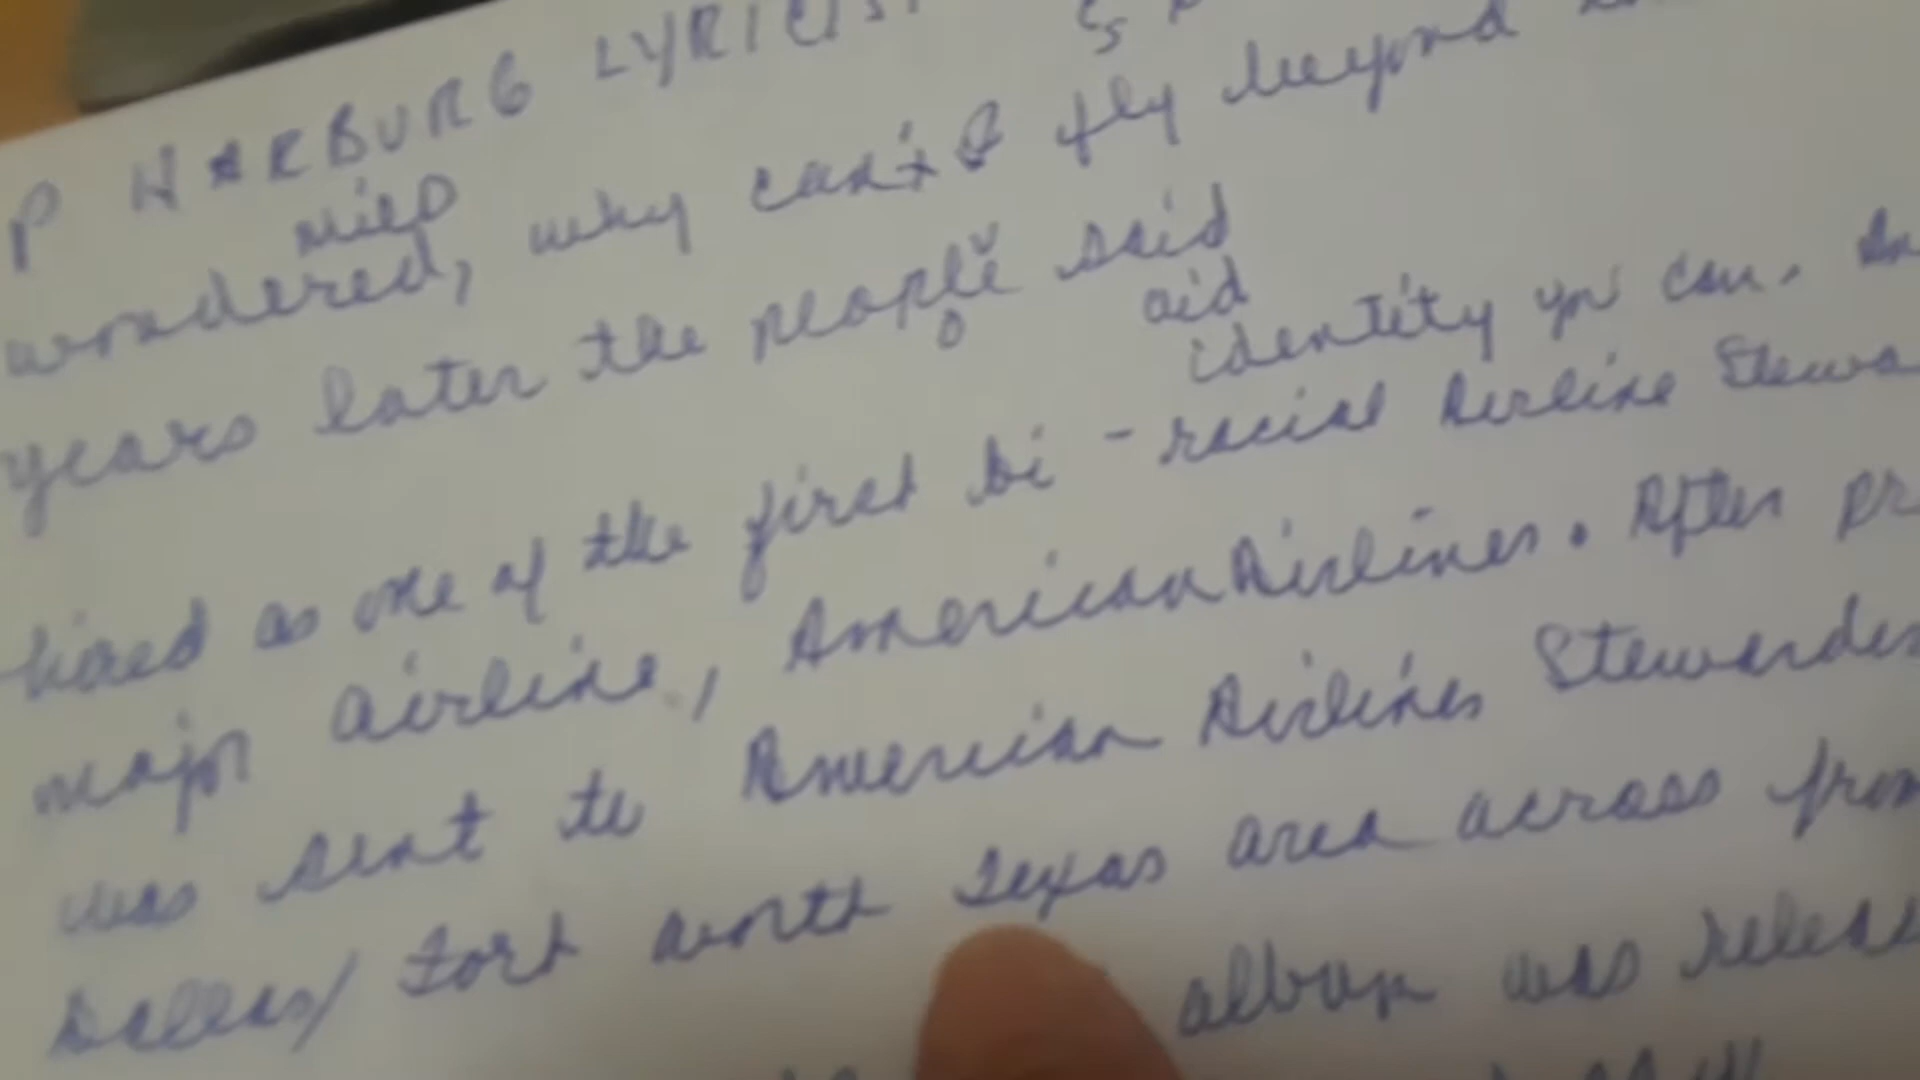 P HARBURG LYRICIST
wondered, why can't I fly beyond
years later the people said
aid
identity you can.
hired as one of the first bi-racial Airline Stewa
major airline, American Airlines. After pr
was sent to American Airlines Stewardes
Dallas/Fort Worth Texas area across from
album was releas